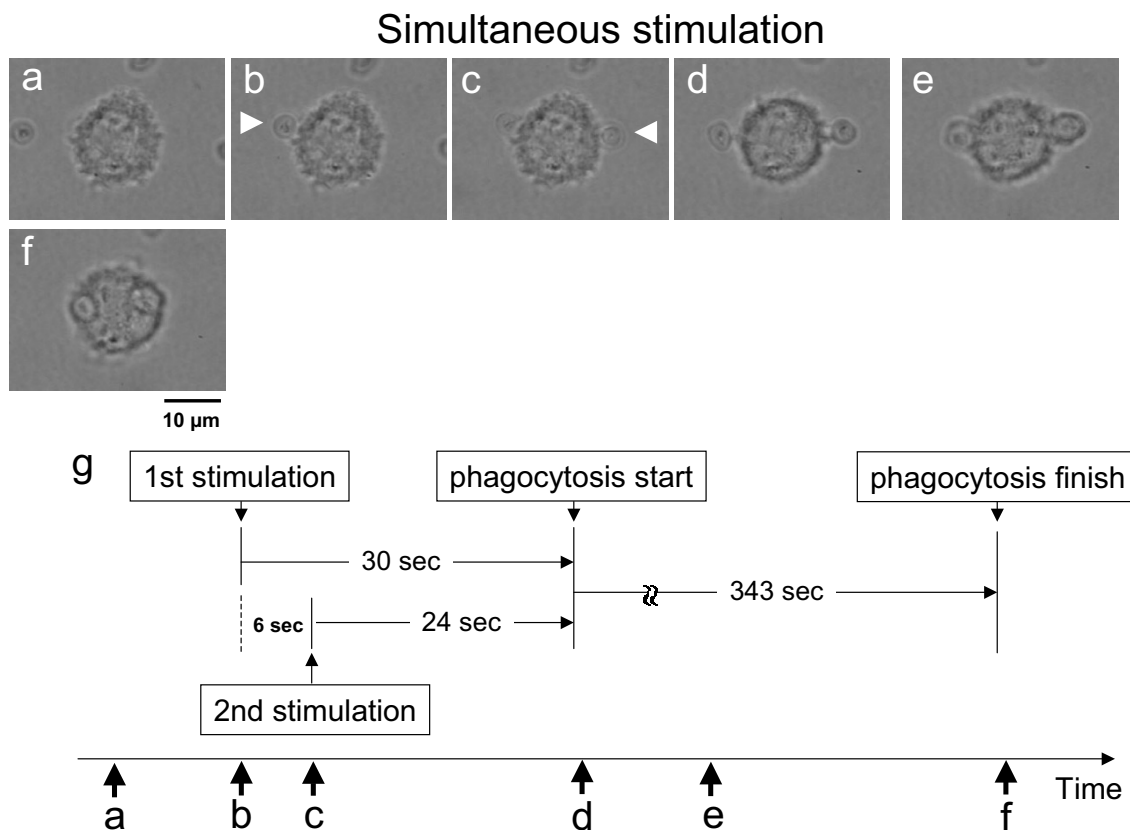 Simultaneous stimulation
a
b
c
d
e
f
10 µm
g
1st stimulation
phagocytosis start
phagocytosis finish
30 sec
343 sec
6 sec
24 sec
2nd stimulation
Time
a
b
c
d
e
f